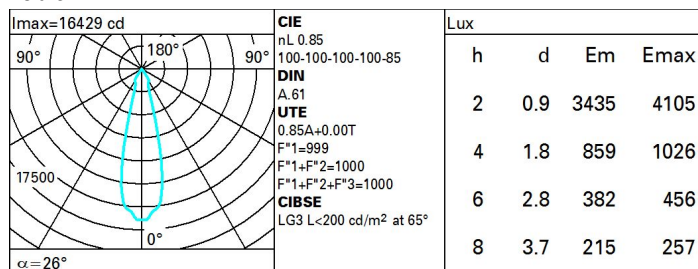 Imax=16429 cd
90°
180°
90°
17500
0°
α=26°
CIE
nL 0.85
100-100-100-100-85
DIN
A.61
UTE
0.85A+0.00T
F"1=999
F"1+F"2=1000
F"1+F"2+F"3=1000
CIBSE
LG3 L<200 cd/m² at 65°
Lux
h d Em Emax
2 0.9 3435 4105
4 1.8 859 1026
6 2.8 382 456
8 3.7 215 257